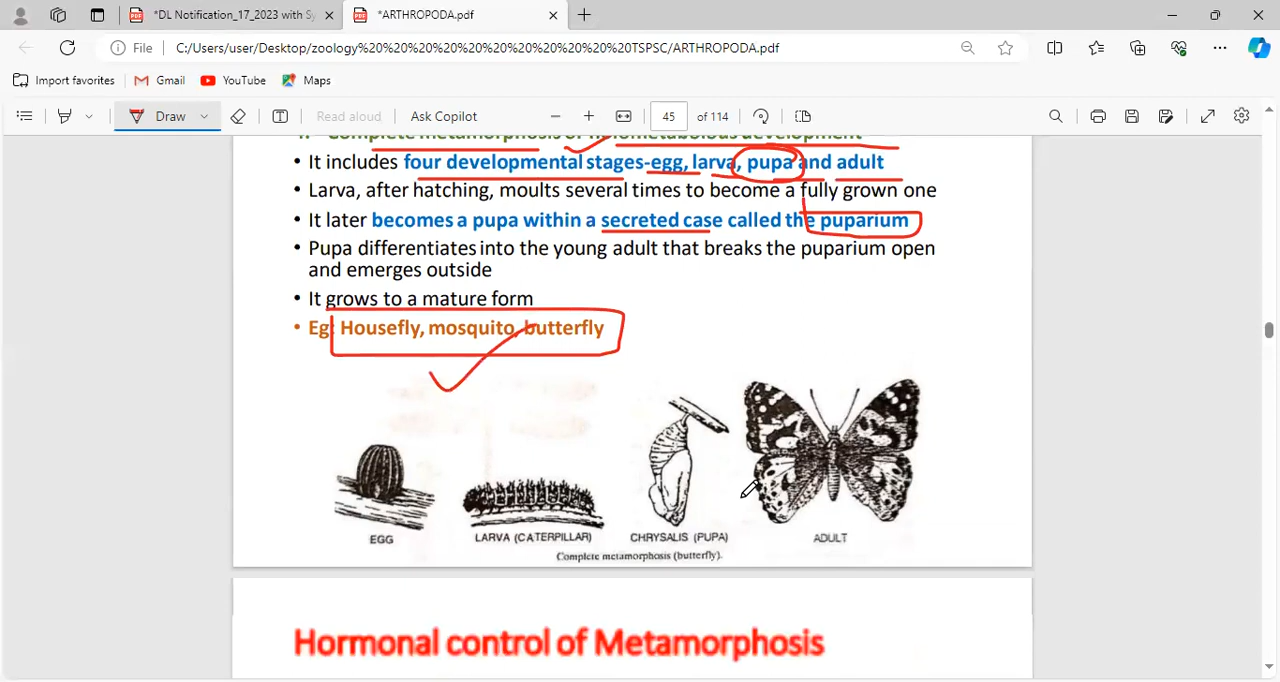 *DL Notification_17_2023 with Sy
*ARTHROPODA.pdf
File
C:/Users/user/Desktop/zoology%20%20%20%20%20%20%20%20%20%20TSPSC/ARTHROPODA.pdf
Import favorites
Gmail
YouTube
Maps
Draw
Read aloud
Ask Copilot
45 of 114
Complete metamorphosis or holometabolous development
• It includes four developmental stages-egg, larva, pupa and adult
• Larva, after hatching, moults several times to become a fully grown one
• It later becomes a pupa within a secreted case called the puparium
• Pupa differentiates into the young adult that breaks the puparium open
and emerges outside
• It grows to a mature form
• Eg: Housefly, mosquito, butterfly
EGG
LARVA (CATERPILLAR)
CHRYSALIS (PUPA)
ADULT
Complete metamorphosis (butterfly).
Hormonal control of Metamorphosis